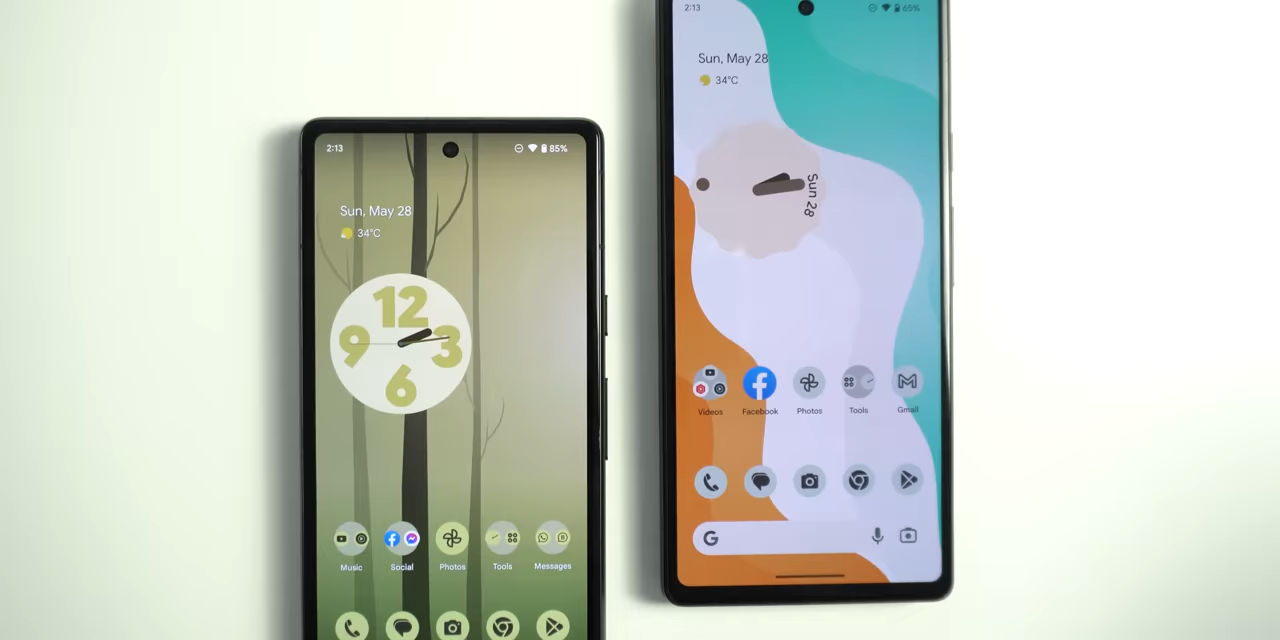 2:13
85%
Sun, May 28
34°C
12
9
3
6
Music
Social
Photos
Tools
Messages
2:13
65%
Sun, May 28
34°C
Sun 28
Videos
Facebook
Photos
Tools
Gmail
G